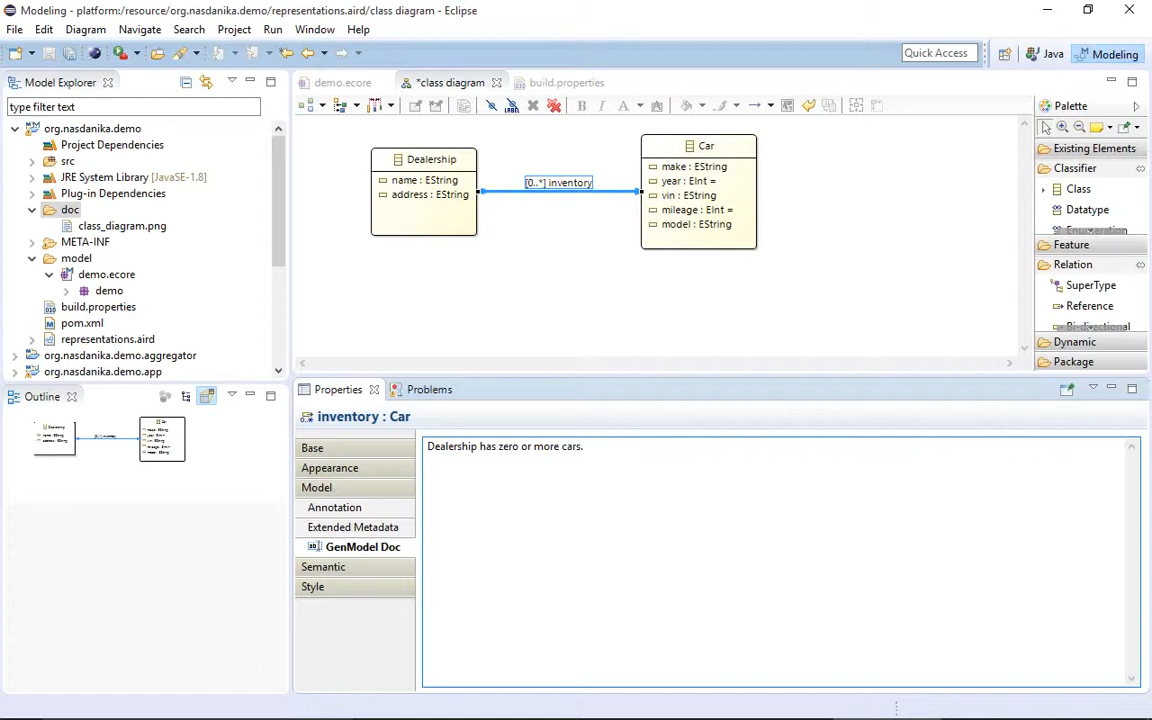 Modeling - platform:/resource/org.nasdanika.demo/representations.aird/class diagram - Eclipse
File Edit Diagram Navigate Search Project Run Window Help
Quick Access
Java
Modeling
Model Explorer
type filter text
org.nasdanika.demo
Project Dependencies
src
JRE System Library [JavaSE-1.8]
Plug-in Dependencies
doc
class_diagram.png
META-INF
model
demo.ecore
demo
build.properties
pom.xml
representations.aird
org.nasdanika.demo.aggregator
org.nasdanika.demo.app
demo.ecore
*class diagram
build.properties
Dealership
name : EString
address : EString
[0..*] inventory
Car
make : EString
year : EInt =
vin : EString
mileage : EInt =
model : EString
Palette
Existing Elements
Classifier
Class
Datatype
Enumeration
Feature
Relation
SuperType
Reference
Bi-directional
Dynamic
Package
Outline
Properties
Problems
inventory : Car
Base
Appearance
Model
Annotation
Extended Metadata
GenModel Doc
Semantic
Style
Dealership has zero or more cars.